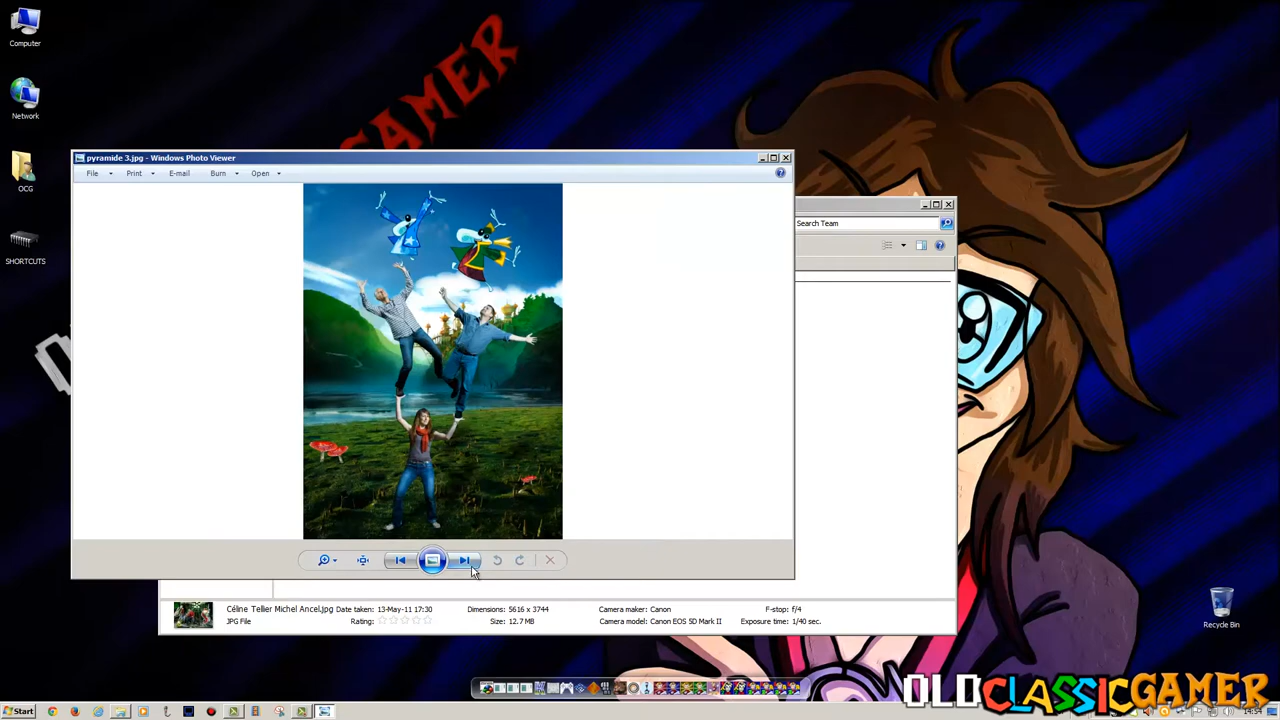 Computer
Network
OCG
SHORTCUTS
GAMER
pyramide 3.jpg - Windows Photo Viewer
File Print E-mail Burn Open
Search Team
Céline Tellier Michel Ancel.jpg Date taken: 13-May-11 17:30 Dimensions: 5616 x 3744 Camera maker: Canon F-stop: f/4
JPG File Rating: Size: 12.7 MB Camera model: Canon EOS 5D Mark II Exposure time: 1/40 sec.
Recycle Bin
OLDCLASSICGAMER
Start
14:54